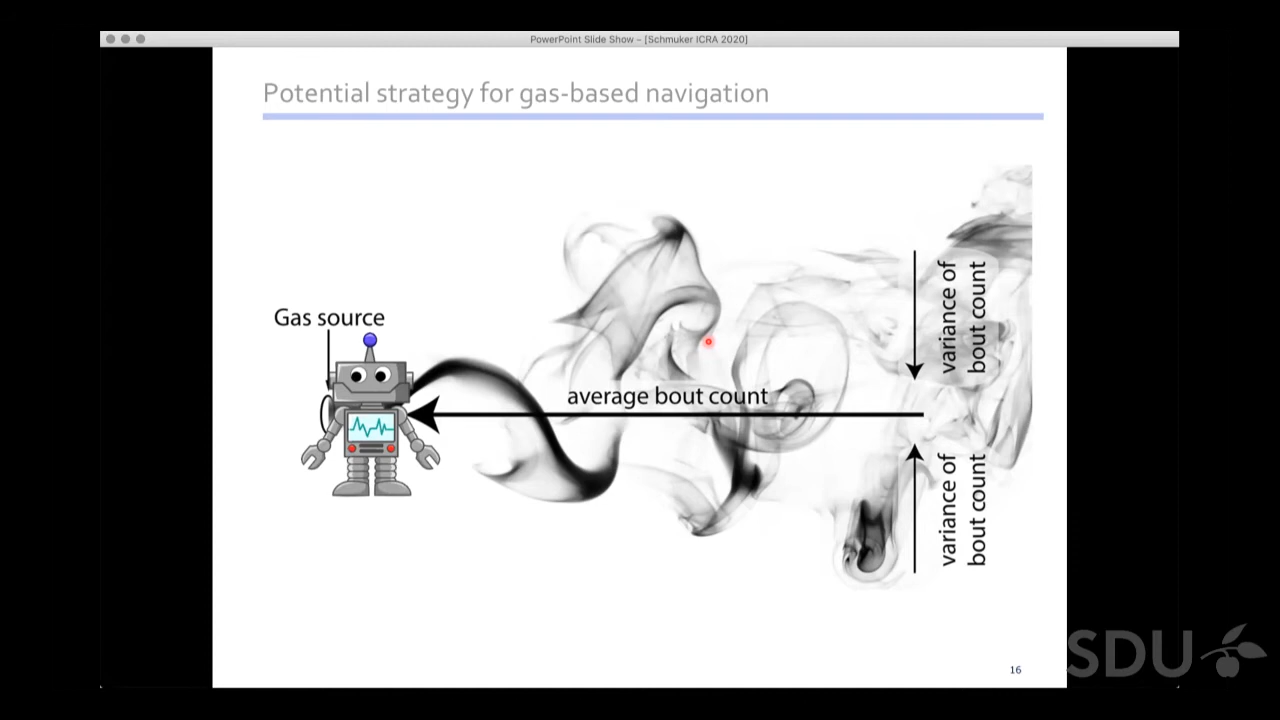 PowerPoint Slide Show – [Schmuker ICRA 2020]
Potential strategy for gas-based navigation
Gas source
average bout count
variance of
bout count
variance of
bout count
16
SDU